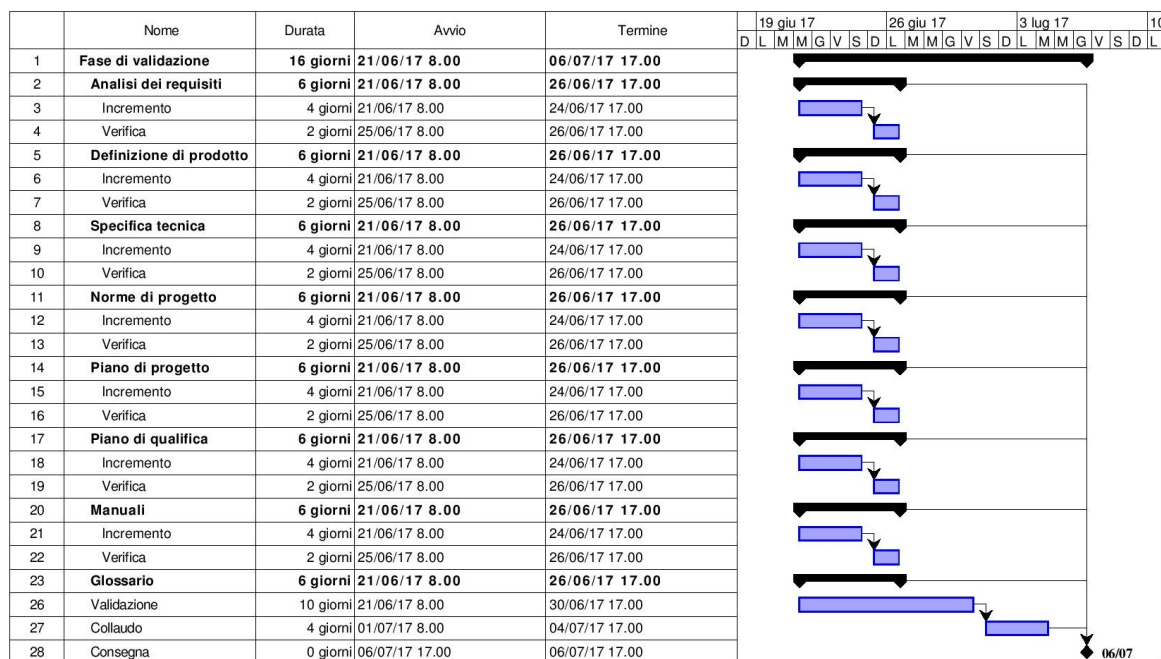 Nome Durata Avvio Termine 19 giu 17 26 giu 17 3 lug 17 10
D L M M G V S D L M M G V S D L M M G V S D L
1 Fase di validazione 16 giorni 21/06/17 8.00 06/07/17 17.00
2 Analisi dei requisiti 6 giorni 21/06/17 8.00 26/06/17 17.00
3 Incremento 4 giorni 21/06/17 8.00 24/06/17 17.00
4 Verifica 2 giorni 25/06/17 8.00 26/06/17 17.00
5 Definizione di prodotto 6 giorni 21/06/17 8.00 26/06/17 17.00
6 Incremento 4 giorni 21/06/17 8.00 24/06/17 17.00
7 Verifica 2 giorni 25/06/17 8.00 26/06/17 17.00
8 Specifica tecnica 6 giorni 21/06/17 8.00 26/06/17 17.00
9 Incremento 4 giorni 21/06/17 8.00 24/06/17 17.00
10 Verifica 2 giorni 25/06/17 8.00 26/06/17 17.00
11 Norme di progetto 6 giorni 21/06/17 8.00 26/06/17 17.00
12 Incremento 4 giorni 21/06/17 8.00 24/06/17 17.00
13 Verifica 2 giorni 25/06/17 8.00 26/06/17 17.00
14 Piano di progetto 6 giorni 21/06/17 8.00 26/06/17 17.00
15 Incremento 4 giorni 21/06/17 8.00 24/06/17 17.00
16 Verifica 2 giorni 25/06/17 8.00 26/06/17 17.00
17 Piano di qualifica 6 giorni 21/06/17 8.00 26/06/17 17.00
18 Incremento 4 giorni 21/06/17 8.00 24/06/17 17.00
19 Verifica 2 giorni 25/06/17 8.00 26/06/17 17.00
20 Manuali 6 giorni 21/06/17 8.00 26/06/17 17.00
21 Incremento 4 giorni 21/06/17 8.00 24/06/17 17.00
22 Verifica 2 giorni 25/06/17 8.00 26/06/17 17.00
23 Glossario 6 giorni 21/06/17 8.00 26/06/17 17.00
26 Validazione 10 giorni 21/06/17 8.00 30/06/17 17.00
27 Collaudo 4 giorni 01/07/17 8.00 04/07/17 17.00
28 Consegna 0 giorni 06/07/17 17.00 06/07/17 17.00 06/07